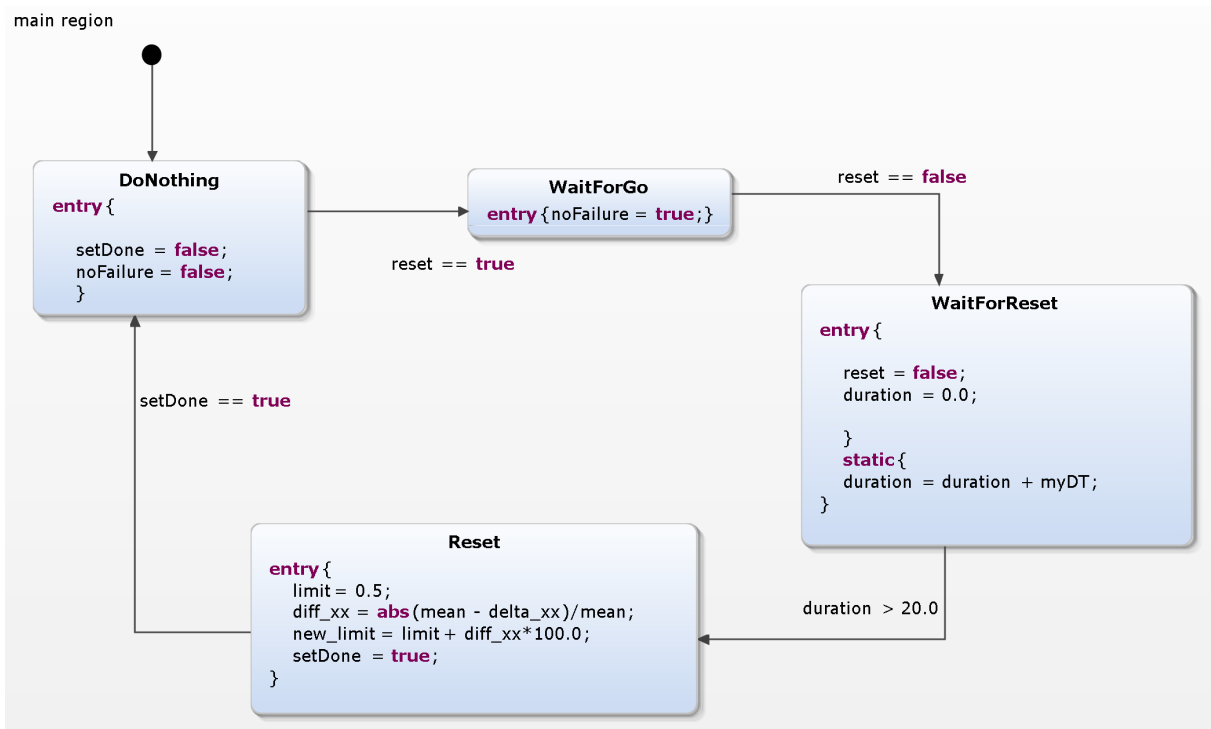 main region
DoNothing
entry{
setDone = false;
noFailure = false;
}
reset == true
WaitForGo
entry{noFailure = true;}
reset == false
WaitForReset
entry{
reset = false;
duration = 0.0;
}
static{
duration = duration + myDT;
}
duration > 20.0
Reset
entry{
limit = 0.5;
diff_xx = abs(mean - delta_xx)/mean;
new_limit = limit + diff_xx*100.0;
setDone = true;
}
setDone == true